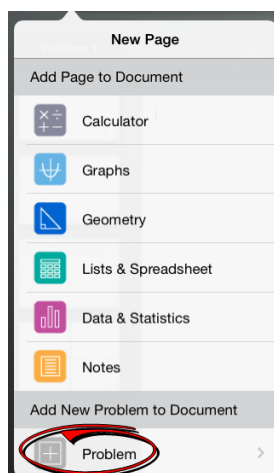 New Page
Add Page to Document
Calculator
Graphs
Geometry
Lists & Spreadsheet
Data & Statistics
Notes
Add New Problem to Document
Problem